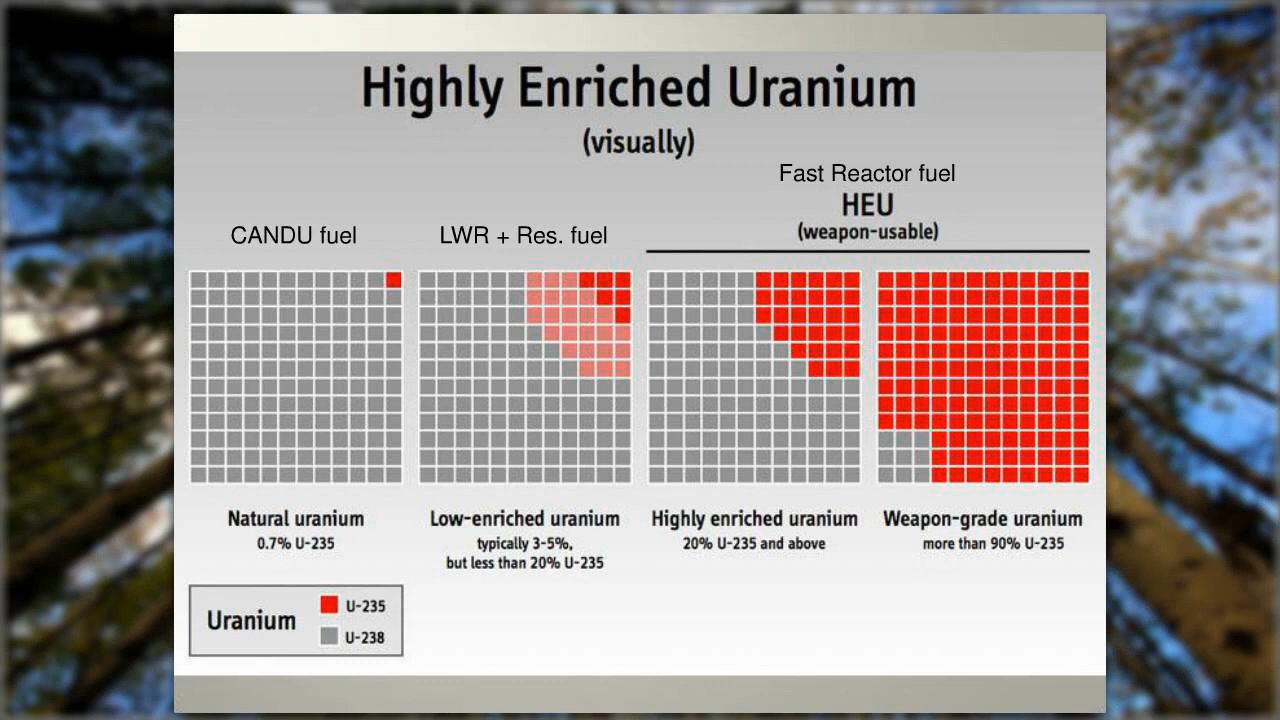 Highly Enriched Uranium
(visually)
Fast Reactor fuel
HEU
(weapon-usable)
CANDU fuel
LWR + Res. fuel
Natural uranium
0.7% U-235
Low-enriched uranium
typically 3-5%,
but less than 20% U-235
Highly enriched uranium
20% U-235 and above
Weapon-grade uranium
more than 90% U-235
Uranium
U-235
U-238